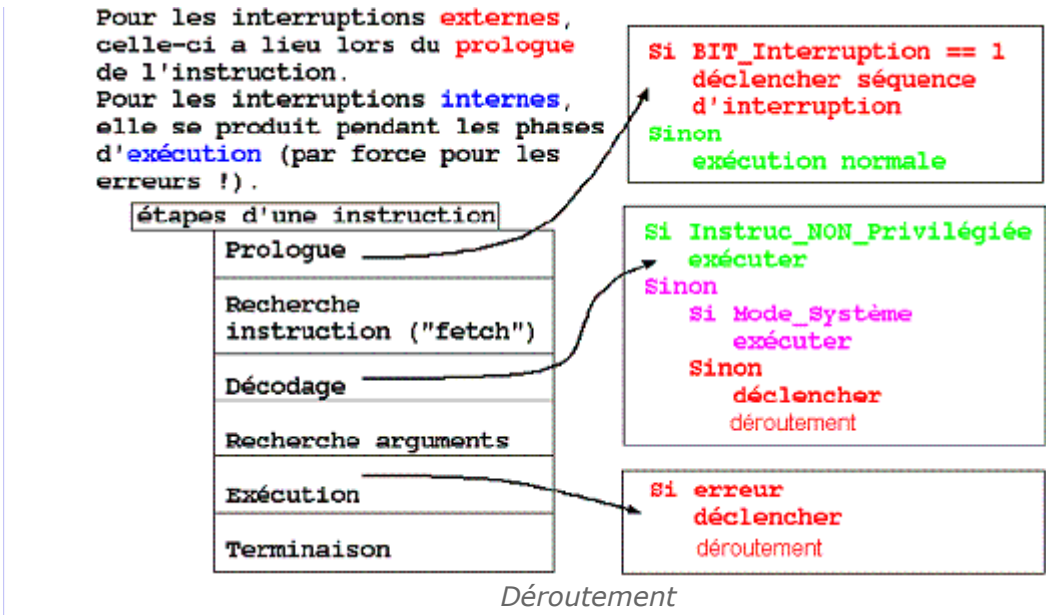 Pour les interruptions externes,
celle-ci a lieu lors du prologue
de l'instruction.
Pour les interruptions internes,
elle se produit pendant les phases
d'exécution (par force pour les
erreurs !).
étapes d'une instruction
Prologue
Recherche
instruction ("fetch")
Décodage
Recherche arguments
Exécution
Terminaison
Si BIT_Interruption == 1
déclencher séquence
d'interruption
Sinon
exécution normale
Si Instruc_NON_Privilégiée
exécuter
Sinon
Si Mode_Système
exécuter
Sinon
déclencher
déroutement
Si erreur
déclencher
déroutement
Déroutement